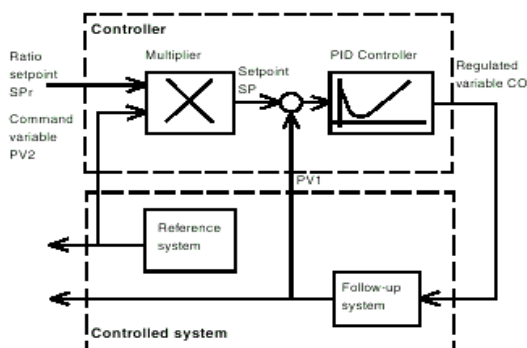 Controller
Ratio
setpoint
SPr
Multiplier
Setpoint
SP
PID Controller
Regulated
variable CO
Command
variable
PV2
PV1
Reference
system
Follow-up
system
Controlled system